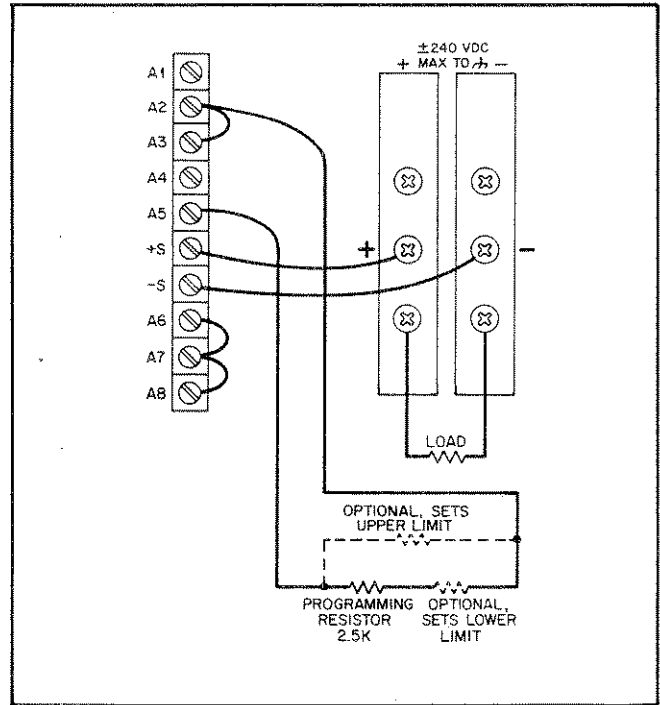 ±240 VDC
+ MAX TO ⏚ −
A1
A2
A3
A4
A5
+S
-S
A6
A7
A8
+
−
LOAD
OPTIONAL, SETS
UPPER LIMIT
PROGRAMMING
RESISTOR
2.5K
OPTIONAL,
SETS LOWER
LIMIT